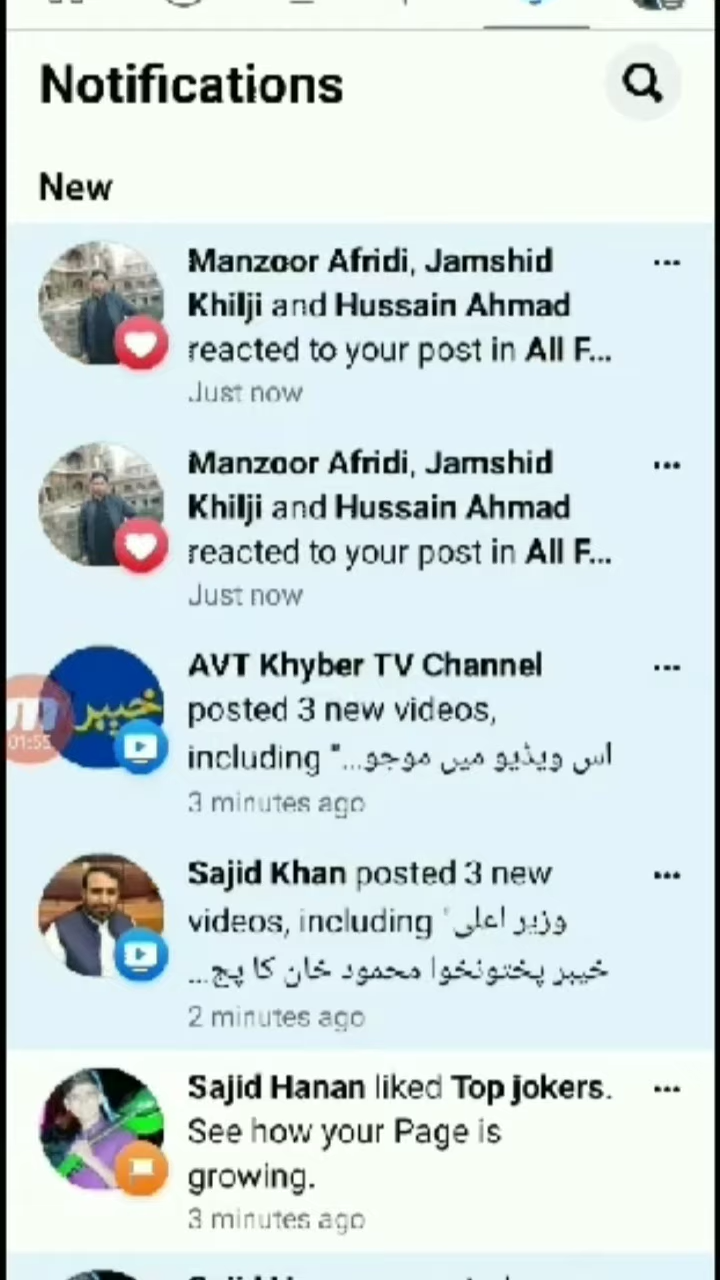 Notifications
New
Manzoor Afridi, Jamshid
Khilji and Hussain Ahmad
reacted to your post in All F...
Just now
Manzoor Afridi, Jamshid
Khilji and Hussain Ahmad
reacted to your post in All F...
Just now
خیبر
01:55
AVT Khyber TV Channel
posted 3 new videos,
including "اس ویڈیو میں موجو...
3 minutes ago
Sajid Khan posted 3 new
videos, including 'وزیر اعلی
خیبر پختونخوا محمود خان کا پچ...
2 minutes ago
Sajid Hanan liked Top jokers.
See how your Page is
growing.
3 minutes ago